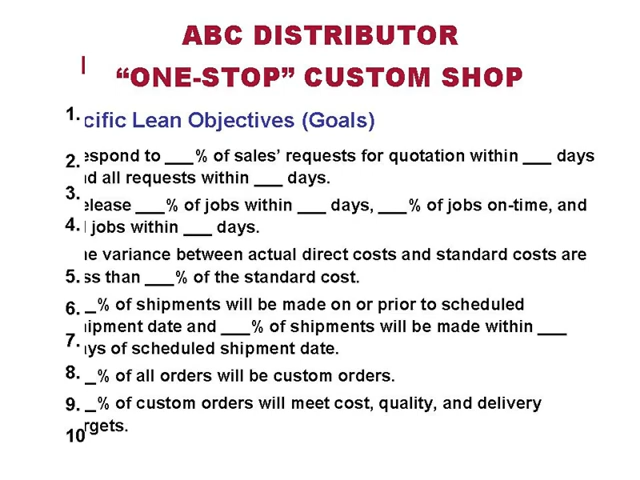 ABC DISTRIBUTOR
“ONE-STOP” CUSTOM SHOP
1.
cific Lean Objectives (Goals)
2.
espond to ___% of sales’ requests for quotation within ___ days
nd all requests within ___ days.
3.
elease ___% of jobs within ___ days, ___% of jobs on-time, and
4.
l jobs within ___ days.
he variance between actual direct costs and standard costs are
5.
ss than ___% of the standard cost.
6.
_% of shipments will be made on or prior to scheduled
hipment date and ___% of shipments will be made within ___
7.
ays of scheduled shipment date.
8.
_% of all orders will be custom orders.
9.
_% of custom orders will meet cost, quality, and delivery
10
rgets.